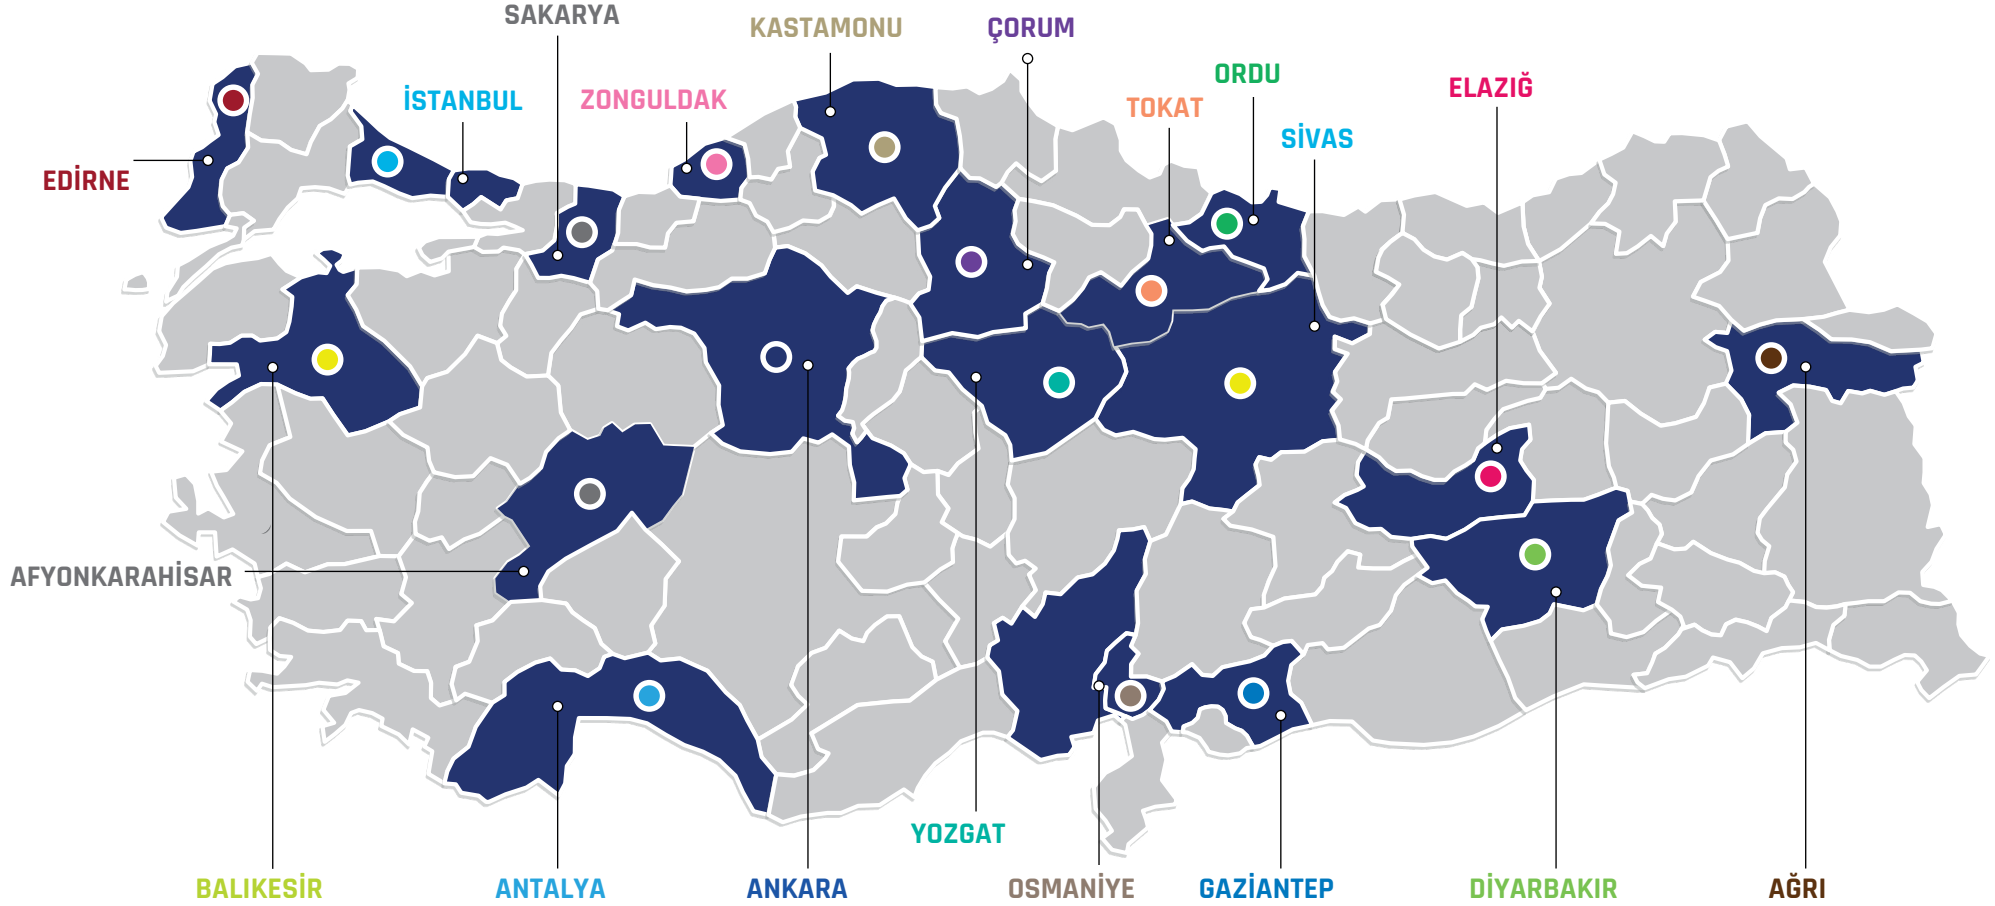 SAKARYA
KASTAMONU
ÇORUM
ORDU
ELAZIĞ
İSTANBUL
ZONGULDAK
TOKAT
SİVAS
EDİRNE
AFYONKARAHİSAR
YOZGAT
BALIKESİR
ANTALYA
ANKARA
OSMANİYE
GAZİANTEP
DİYARBAKIR
AĞRI